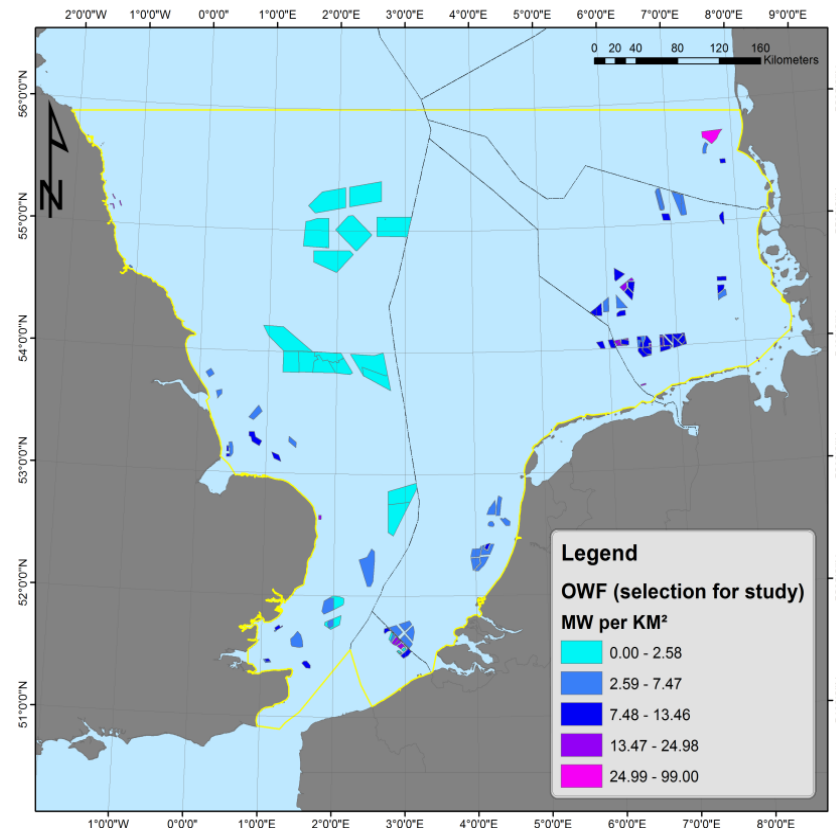 2°0'0"W 1°0'0"W 0°0'0" 1°0'0"E 2°0'0"E 3°0'0"E 4°0'0"E 5°0'0"E 6°0'0"E 7°0'0"E 8°0'0"E 9°0'0"E
0 20 40 80 120 160
Kilometers
56°0'0"N
N
55°0'0"N
54°0'0"N
53°0'0"N
52°0'0"N
51°0'0"N
Legend
OWF (selection for study)
MW per KM²
0.00 - 2.58
2.59 - 7.47
7.48 - 13.46
13.47 - 24.98
24.99 - 99.00
1°0'0"W 0°0'0" 1°0'0"E 2°0'0"E 3°0'0"E 4°0'0"E 5°0'0"E 6°0'0"E 7°0'0"E 8°0'0"E